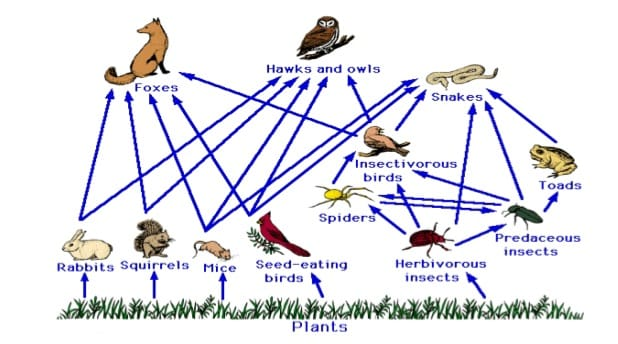 Foxes
Hawks and owls
Snakes
Insectivorous
birds
Toads
Spiders
Predaceous
insects
Rabbits
Squirrels
Mice
Seed-eating
birds
Herbivorous
insects
Plants